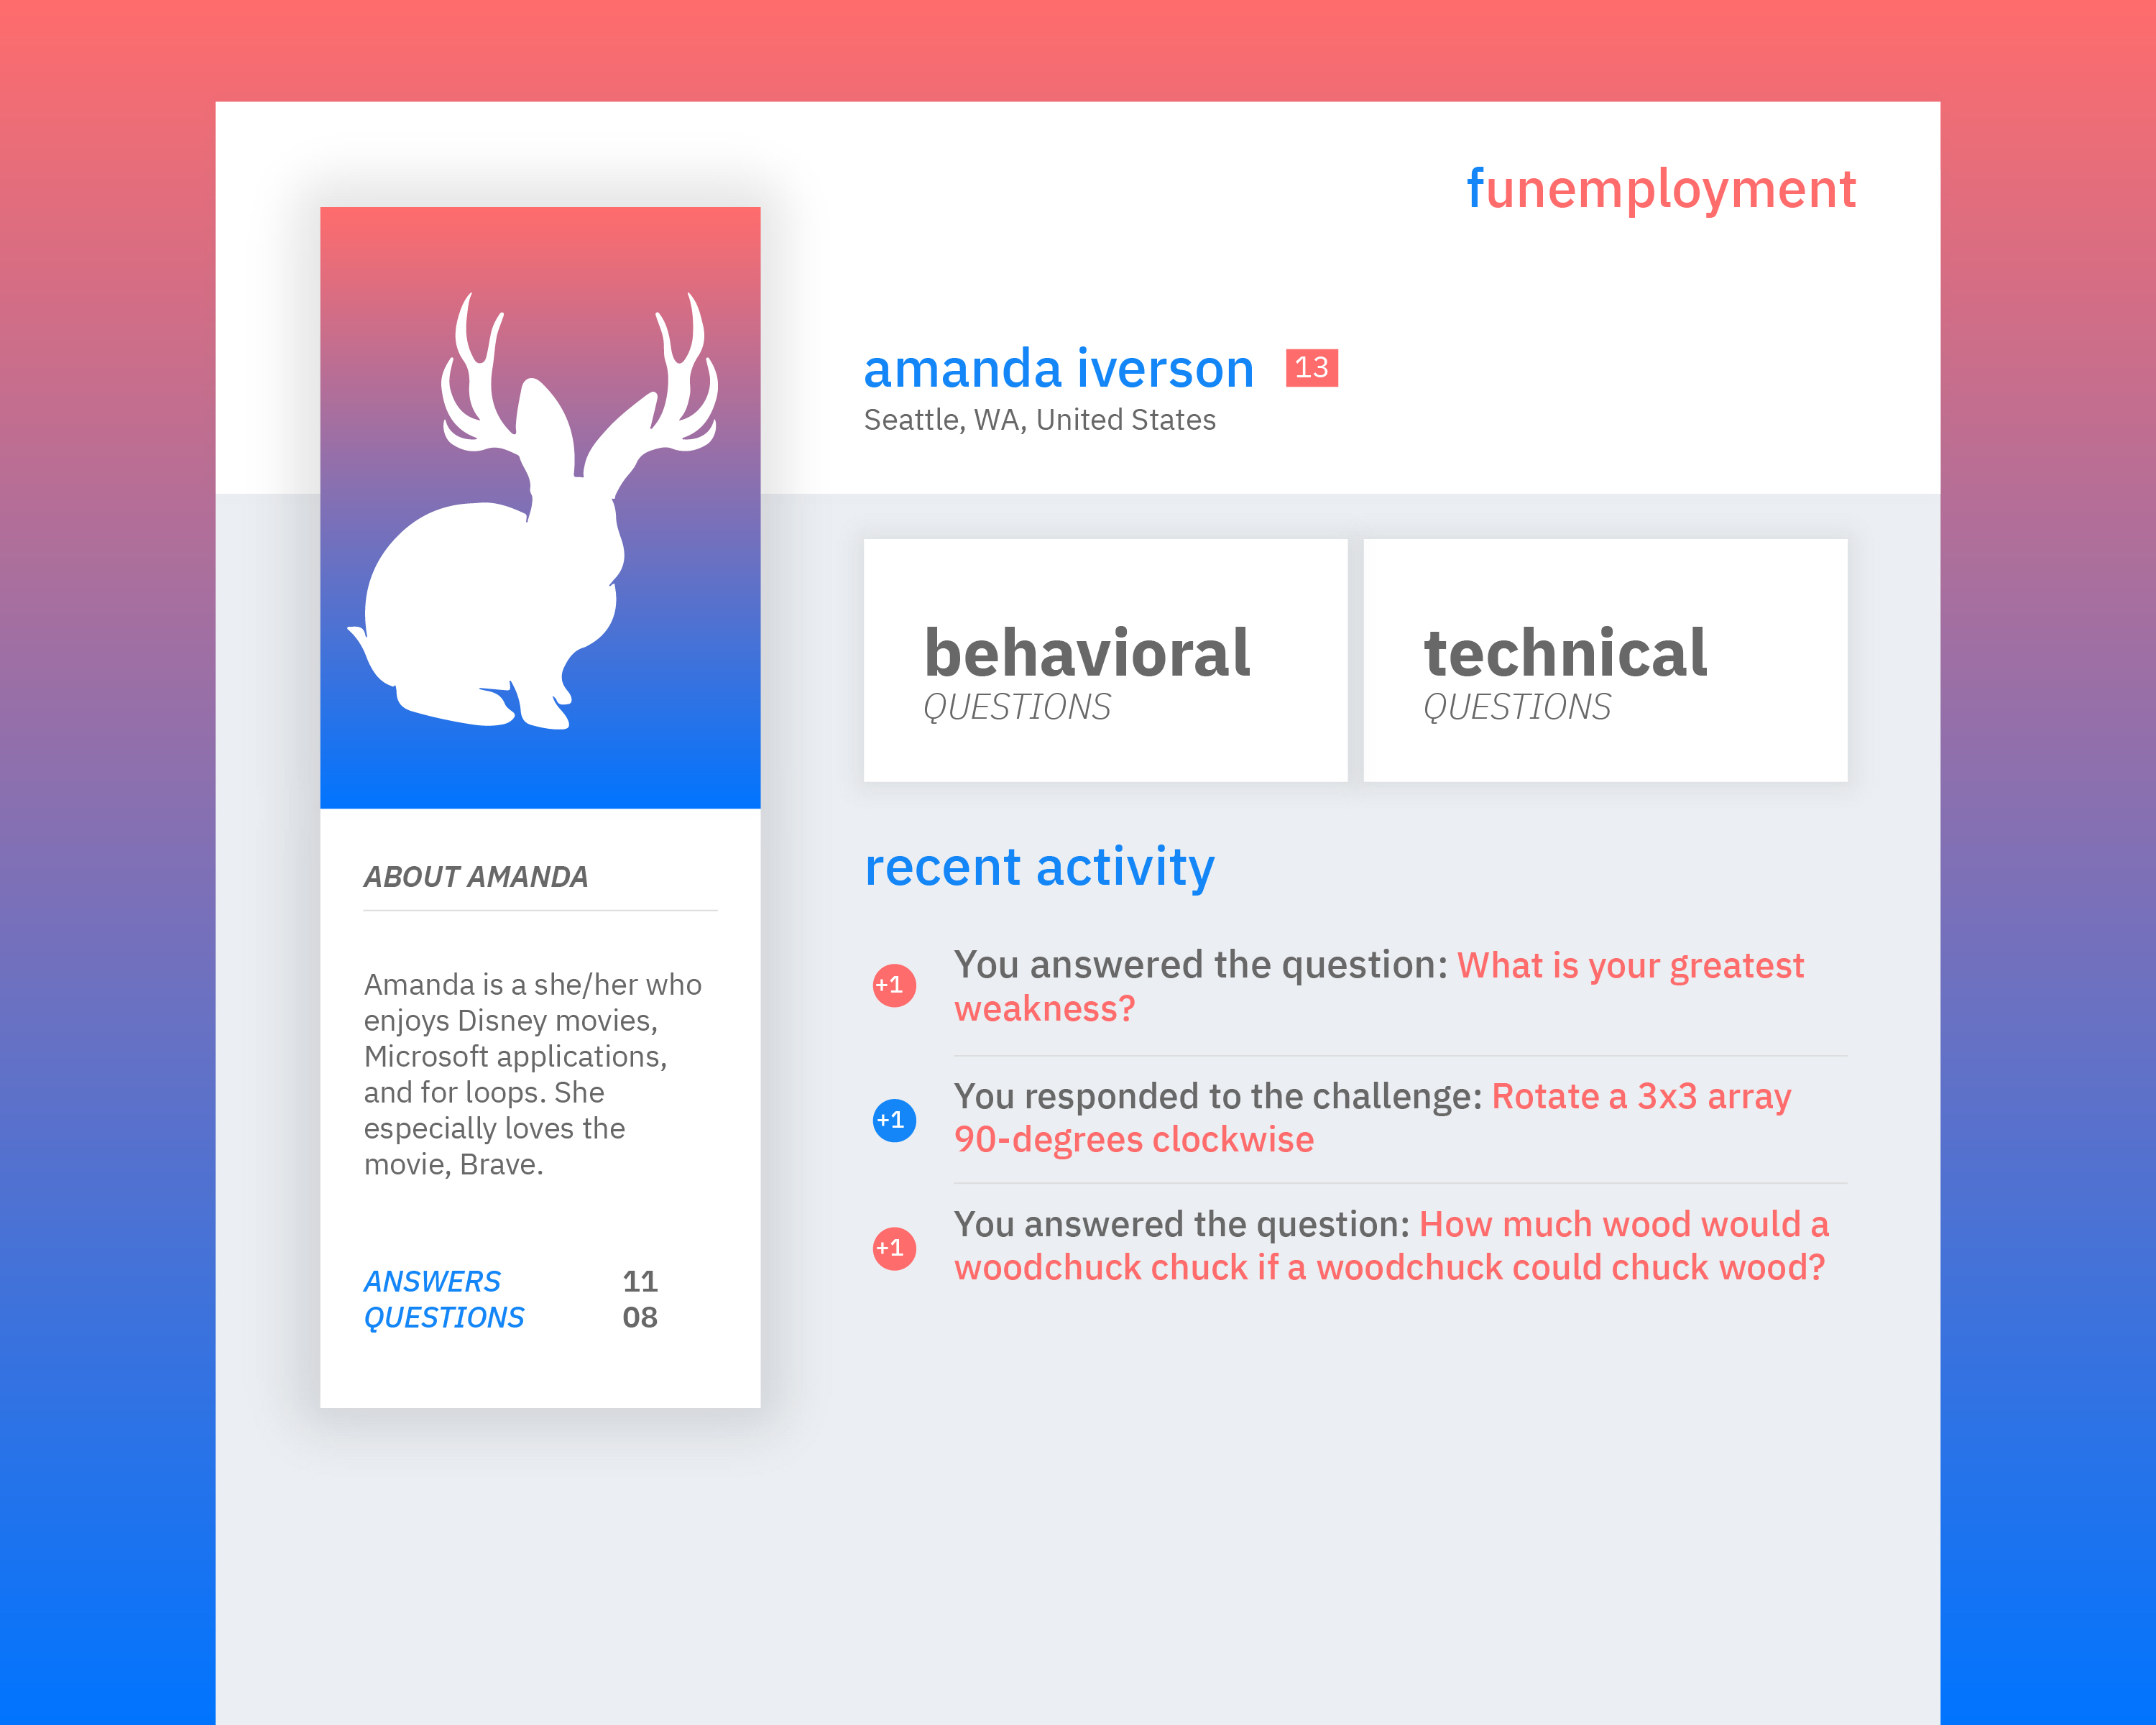 funemployment
amanda iverson 13
Seattle, WA, United States
behavioral
QUESTIONS
technical
QUESTIONS
ABOUT AMANDA
Amanda is a she/her who
enjoys Disney movies,
Microsoft applications,
and for loops. She
especially loves the
movie, Brave.
ANSWERS 11
QUESTIONS 08
recent activity
+1 You answered the question: What is your greatest
weakness?
+1 You responded to the challenge: Rotate a 3x3 array
90-degrees clockwise
+1 You answered the question: How much wood would a
woodchuck chuck if a woodchuck could chuck wood?